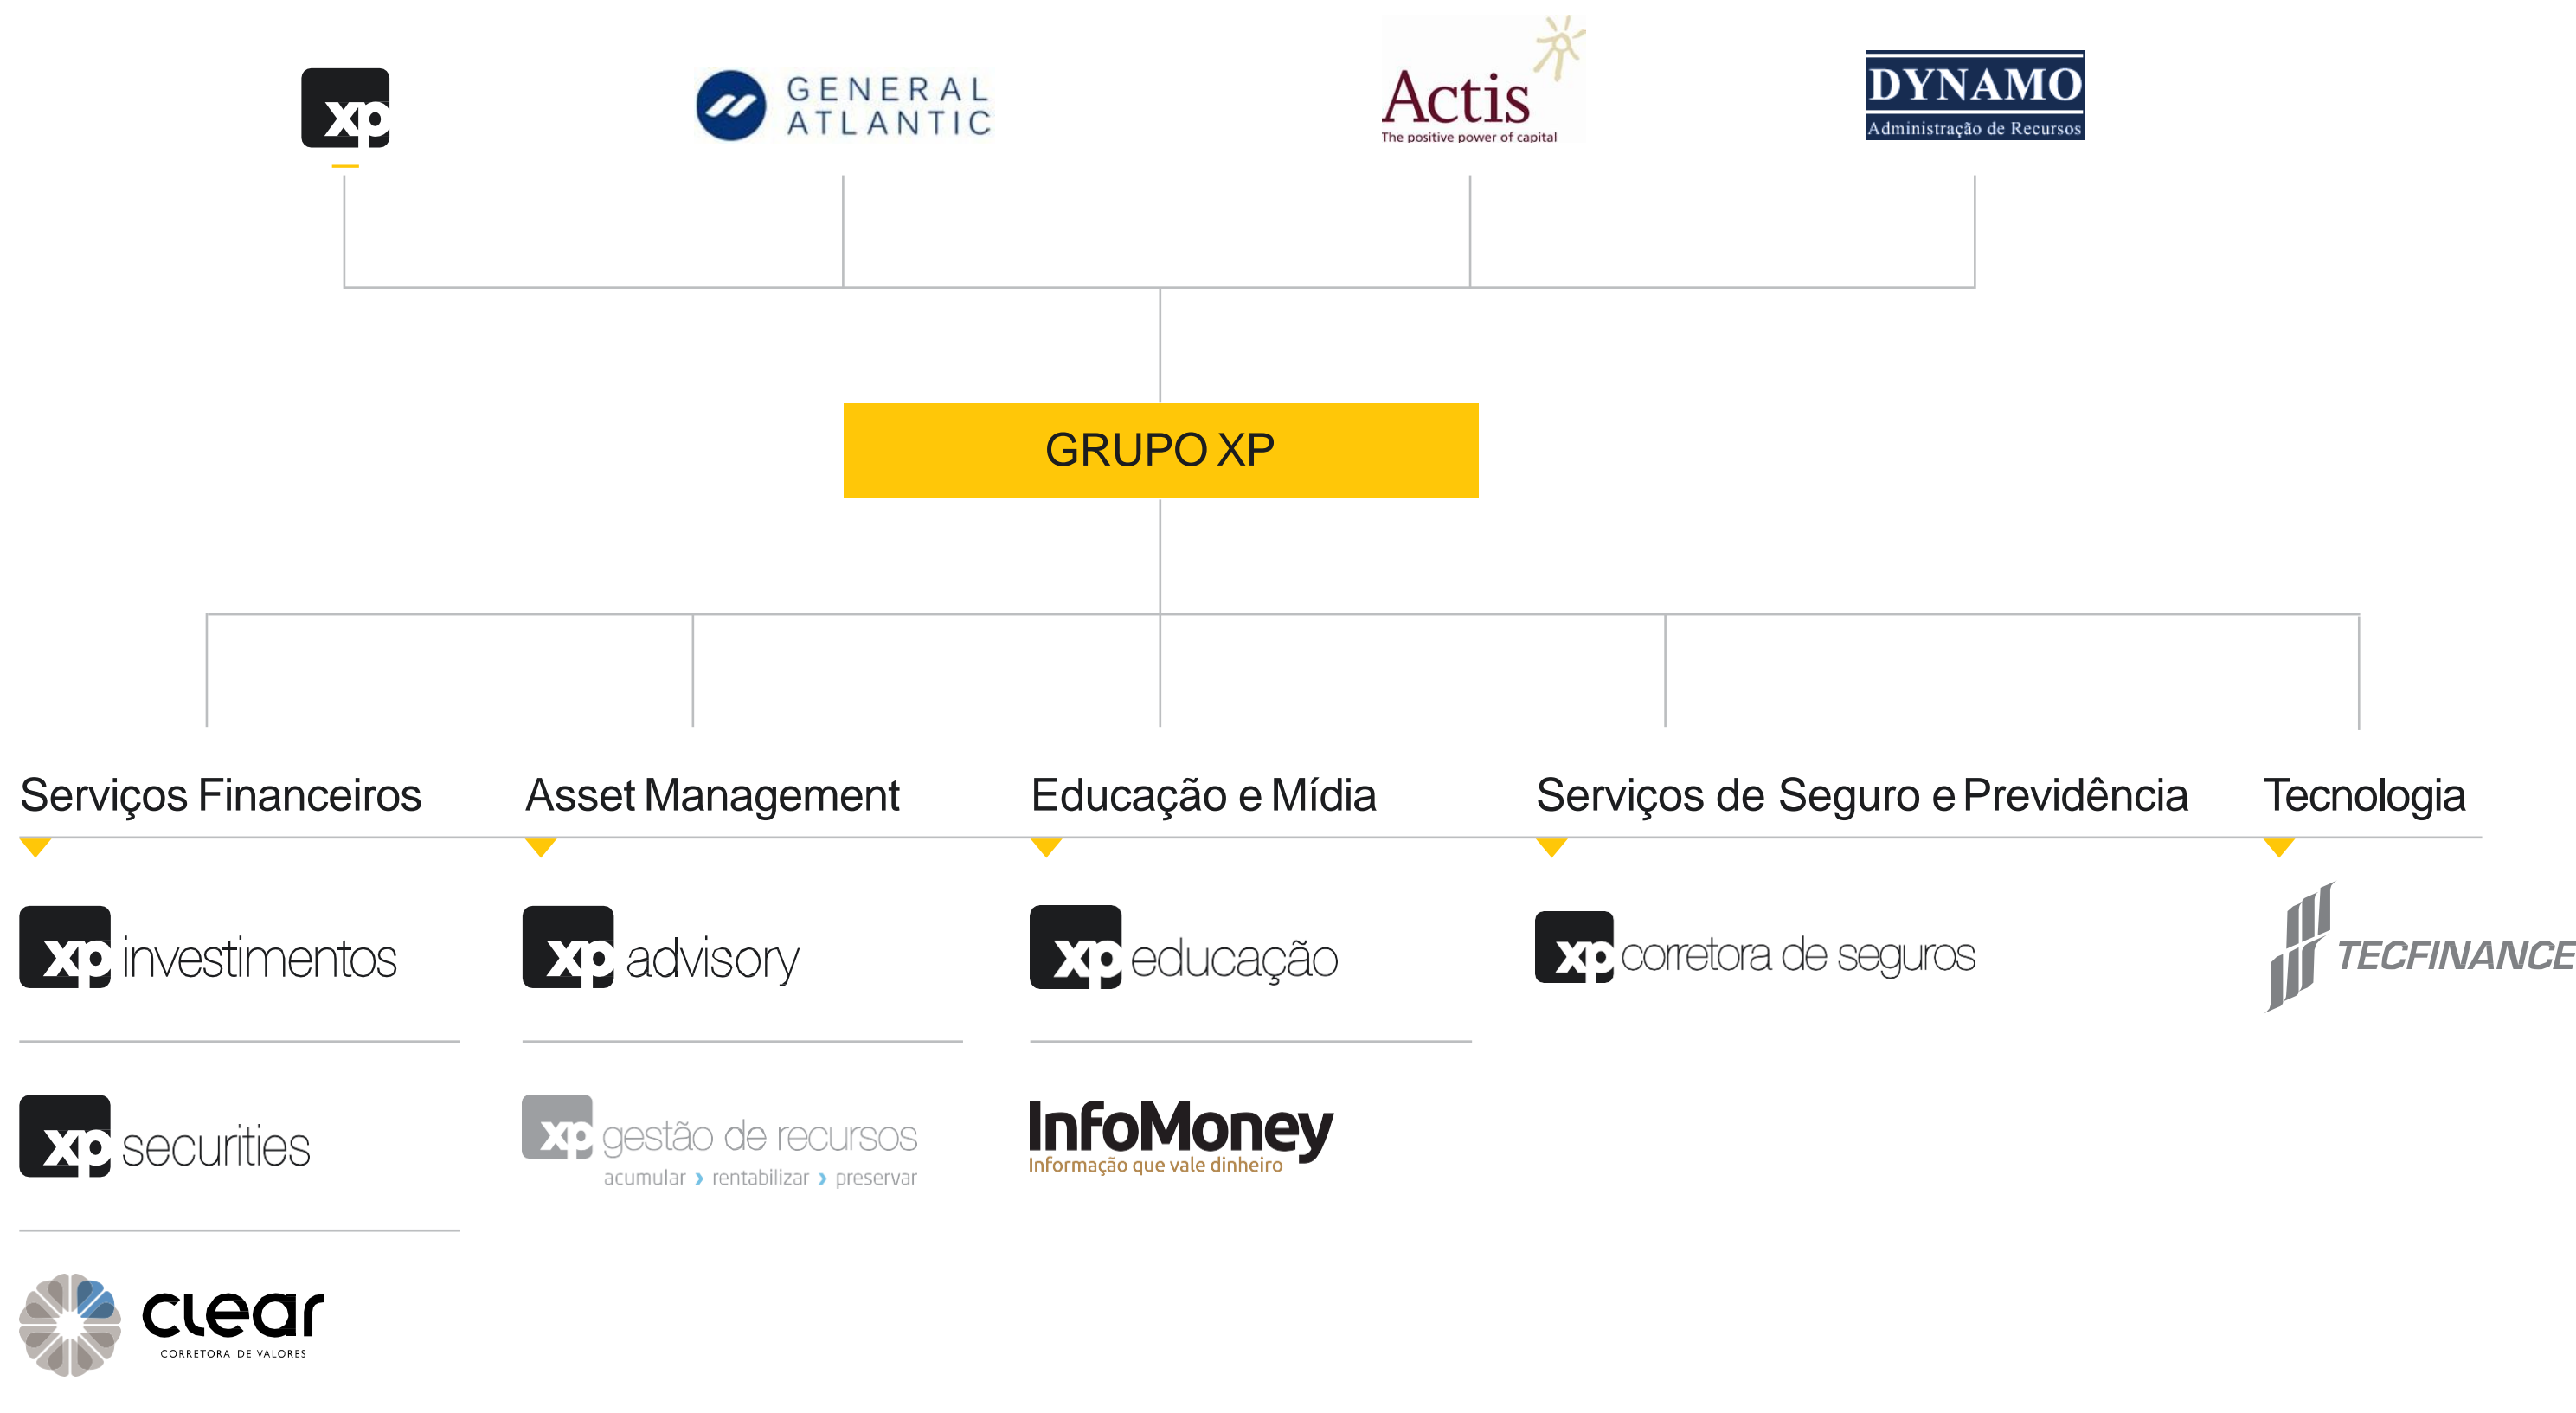 xp
GENERAL
ATLANTIC
Actis
The positive power of capital
DYNAMO
Administração de Recursos
GRUPO XP
Serviços Financeiros
Asset Management
Educação e Mídia
Serviços de Seguro e Previdência
Tecnologia
xp investimentos
xp advisory
xp educação
xp corretora de seguros
TECFINANCE
xp securities
xp gestão de recursos
acumular › rentabilizar › preservar
InfoMoney
Informação que vale dinheiro
clear
CORRETORA DE VALORES